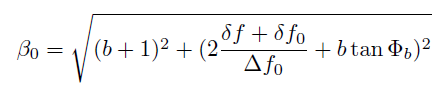 β₀ = √((b + 1)² + (2 (δf + δf₀)/(Δf₀) + b tan Φ_b)²)